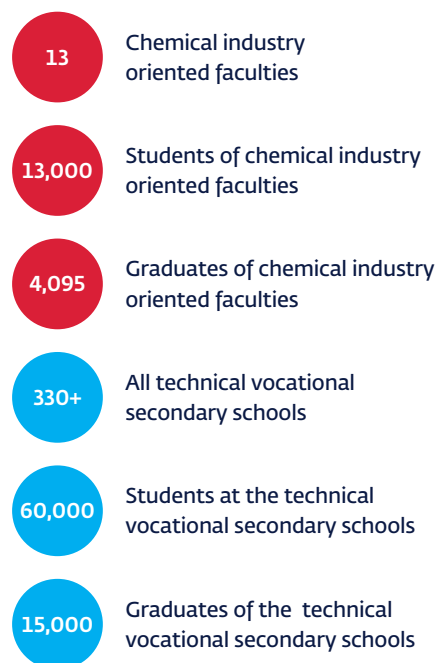 13
Chemical industry
oriented faculties
13,000
Students of chemical industry
oriented faculties
4,095
Graduates of chemical industry
oriented faculties
330+
All technical vocational
secondary schools
60,000
Students at the technical
vocational secondary schools
15,000
Graduates of the technical
vocational secondary schools